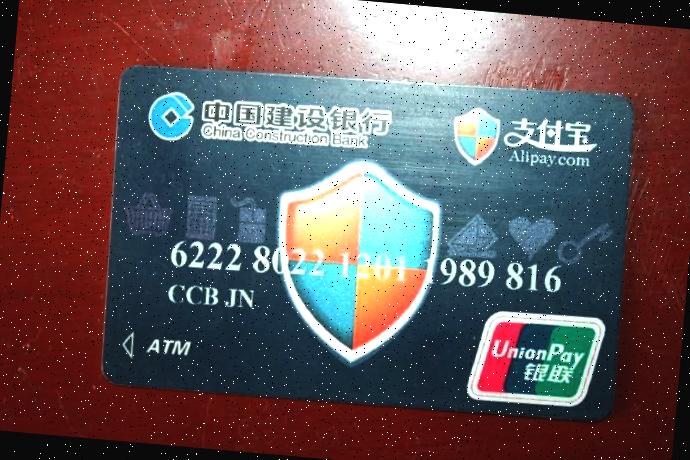 中国建设银行
China Construction Bank
支付宝
Alipay.com
6222 8022 1201 1989 816
CCB JN
ATM
UnionPay
银联